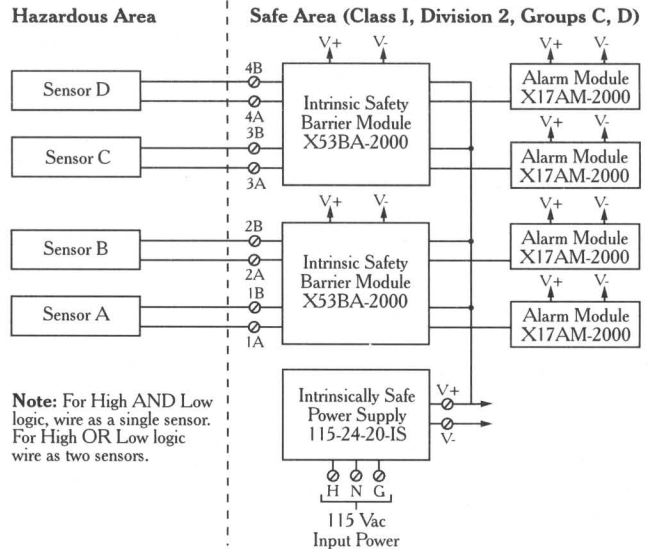 Hazardous Area
Safe Area (Class I, Division 2, Groups C, D)
V+
V-
V+
V-
Sensor D
4B
4A
Intrinsic Safety
Barrier Module
X53BA-2000
Alarm Module
X17AM-2000
Sensor C
3B
3A
V+
V-
Alarm Module
X17AM-2000
V+
V-
V+
V-
Sensor B
2B
2A
Intrinsic Safety
Barrier Module
X53BA-2000
Alarm Module
X17AM-2000
Sensor A
1B
1A
V+
V-
Alarm Module
X17AM-2000
Note: For High AND Low
logic, wire as a single sensor.
For High OR Low logic
wire as two sensors.
Intrinsically Safe
Power Supply
115-24-20-IS
V+
V-
H N G
115 Vac
Input Power